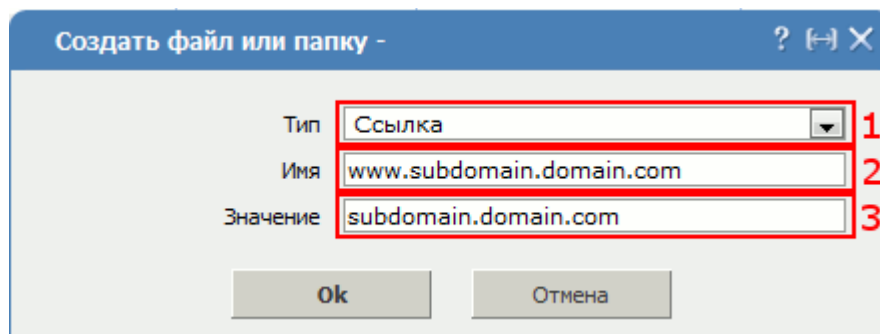 Создать файл или папку -
Тип Ссылка 1
Имя www.subdomain.domain.com 2
Значение subdomain.domain.com 3
Ok Отмена